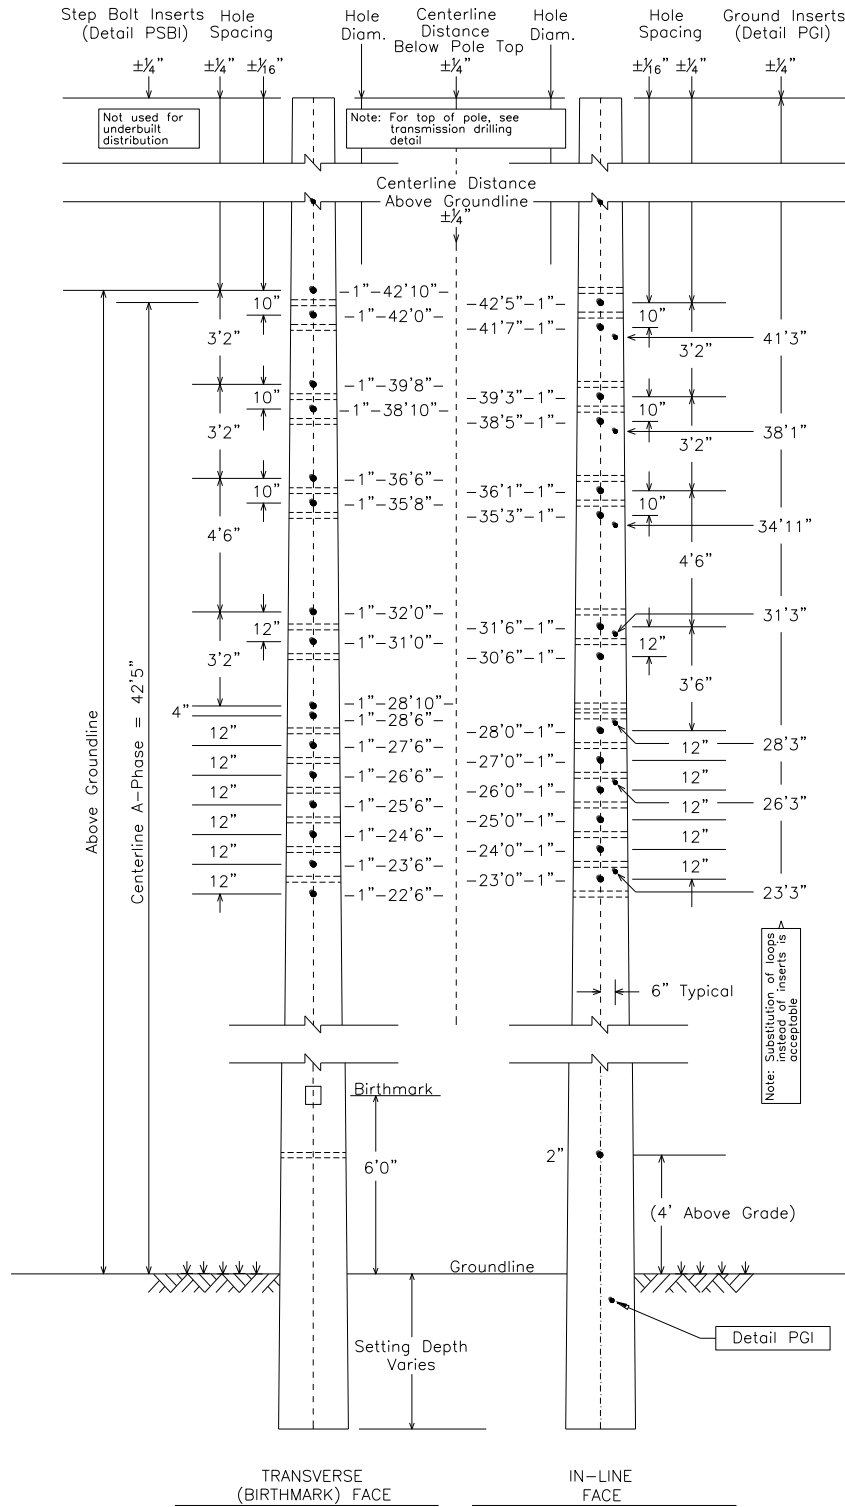 Step Bolt Inserts
(Detail PSBI)
±¼"
Hole
Spacing
±¼"
±1/16"
Hole
Diam.
Centerline
Distance
Below Pole Top
±¼"
Hole
Diam.
Hole
Spacing
±1/16"
±¼"
Ground Inserts
(Detail PGI)
±¼"
Not used for
underbuilt
distribution
Note: For top of pole, see
transmission drilling
detail
Centerline Distance
Above Groundline
±¼"
10"
3'2"
10"
3'2"
10"
4'6"
12"
3'2"
4"
12"
12"
12"
12"
12"
12"
Above Groundline
Centerline A-Phase = 42'5"
-1"-42'10"-
-1"-42'0"-
-1"-39'8"-
-1"-38'10"-
-1"-36'6"-
-1"-35'8"-
-1"-32'0"-
-1"-31'0"-
-1"-28'10"-
-1"-28'6"-
-1"-27'6"-
-1"-26'6"-
-1"-25'6"-
-1"-24'6"-
-1"-23'6"-
-1"-22'6"-
-42'5"-1"-
-41'7"-1"-
-39'3"-1"-
-38'5"-1"-
-36'1"-1"-
-35'3"-1"-
-31'6"-1"-
-30'6"-1"-
-28'0"-1"-
-27'0"-1"-
-26'0"-1"-
-25'0"-1"-
-24'0"-1"-
-23'0"-1"-
10"
3'2"
10"
3'2"
10"
4'6"
12"
3'6"
12"
12"
12"
12"
12"
41'3"
38'1"
34'11"
31'3"
28'3"
26'3"
23'3"
Note: Substitution of loops
instead of inserts is
acceptable
6" Typical
Birthmark
6'0"
2"
(4' Above Grade)
Groundline
Setting Depth
Varies
Detail PGI
TRANSVERSE
(BIRTHMARK) FACE
IN-LINE
FACE